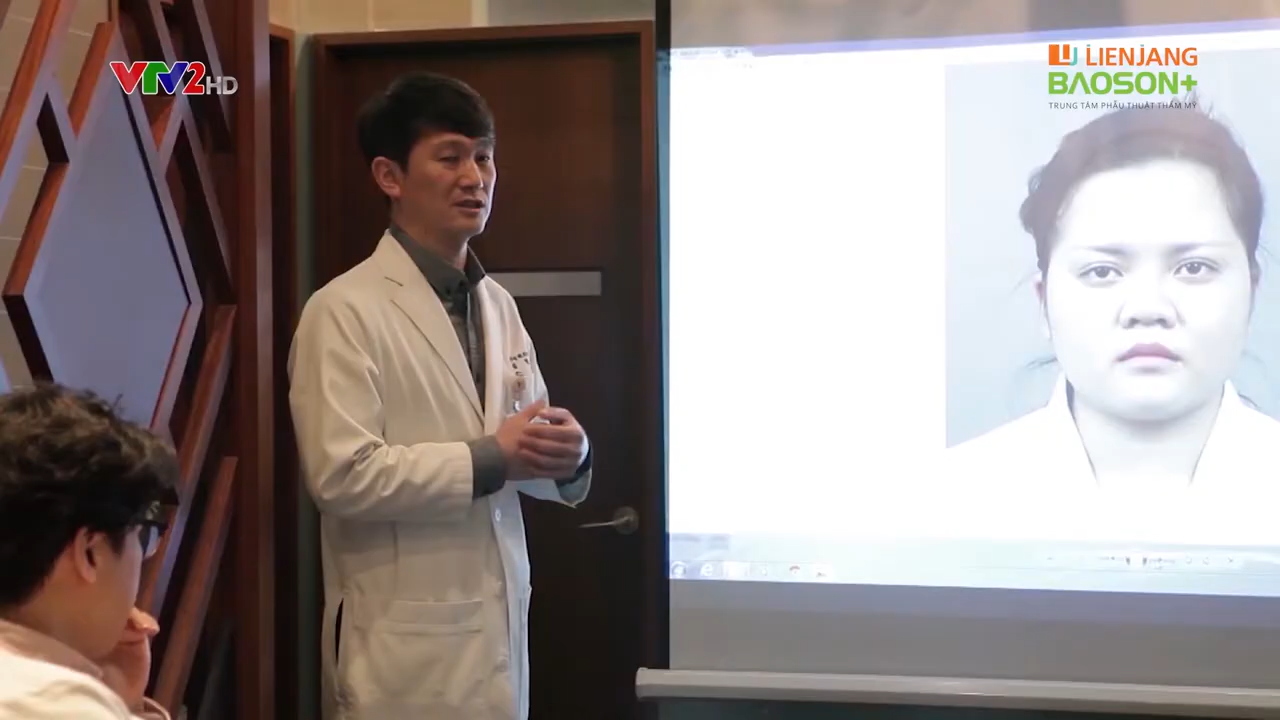 VTV2HD
LIENJANG
BAOSON+
TRUNG TÂM PHẪU THUẬT THẨM MỸ